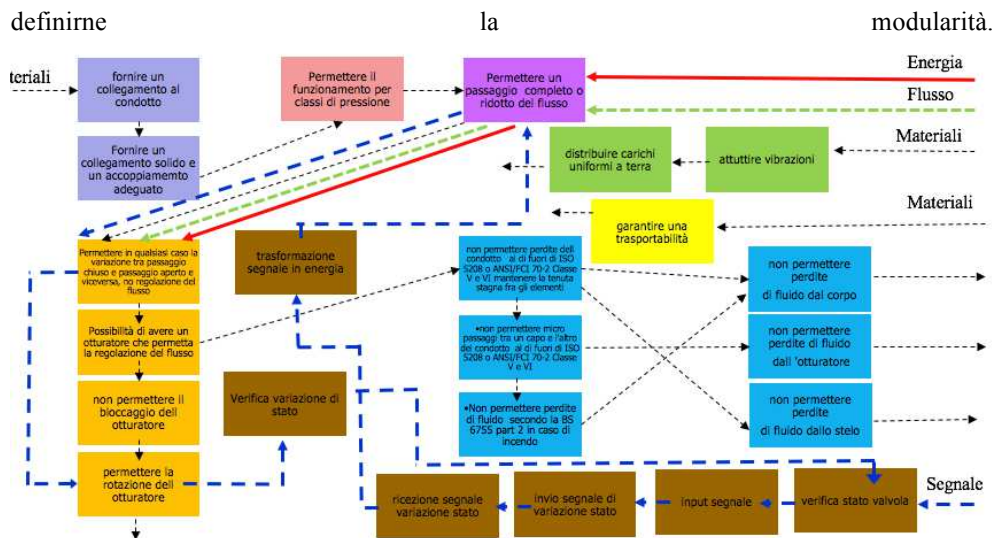 definirne la modularità.
teriali
fornire un
collegamento al
condotto
Permettere il
funzionamento per
classi di pressione
Permettere un
passaggio completo o
ridotto del flusso
Energia
Flusso
Materiali
Fornire un
collegamento solido e
un accoppiamento
adeguato
distribuire carichi
uniformi a terra
attuttire vibrazioni
Materiali
garantire una
trasportabilità
Permettere in qualsiasi caso la
variazione tra passaggio
chiuso e passaggio aperto e
viceversa, no regolazione del
flusso
trasformazione
segnale in energia
non permettere perdite dell
condotto al di fuori di ISO
5208 o ANSI/FCI 70-2 Classe
V e VI mantenere la tenuta
stagna fra gli elementi
non permettere
perdite
di fluido dal corpo
Possibilità di avere un
otturatore che permetta
la regolazione del flusso
•non permettere micro
passaggi tra un capo e l'altro
del condotto al di fuori di ISO
5208 o ANSI/FCI 70-2 Classe
V e VI
non permettere
perdite di fluido
dall 'otturatore
non permettere il
bloccaggio dell
otturatore
Verifica variazione di
stato
•Non permettere perdite
di fluido secondo la BS
6755 part 2 in caso di
incendo
non permettere
perdite
di fluido dallo stelo
permettere la
rotazione dell
otturatore
ricezione segnale
variazione stato
invio segnale di
variazione stato
input segnale
verifica stato valvola
Segnale